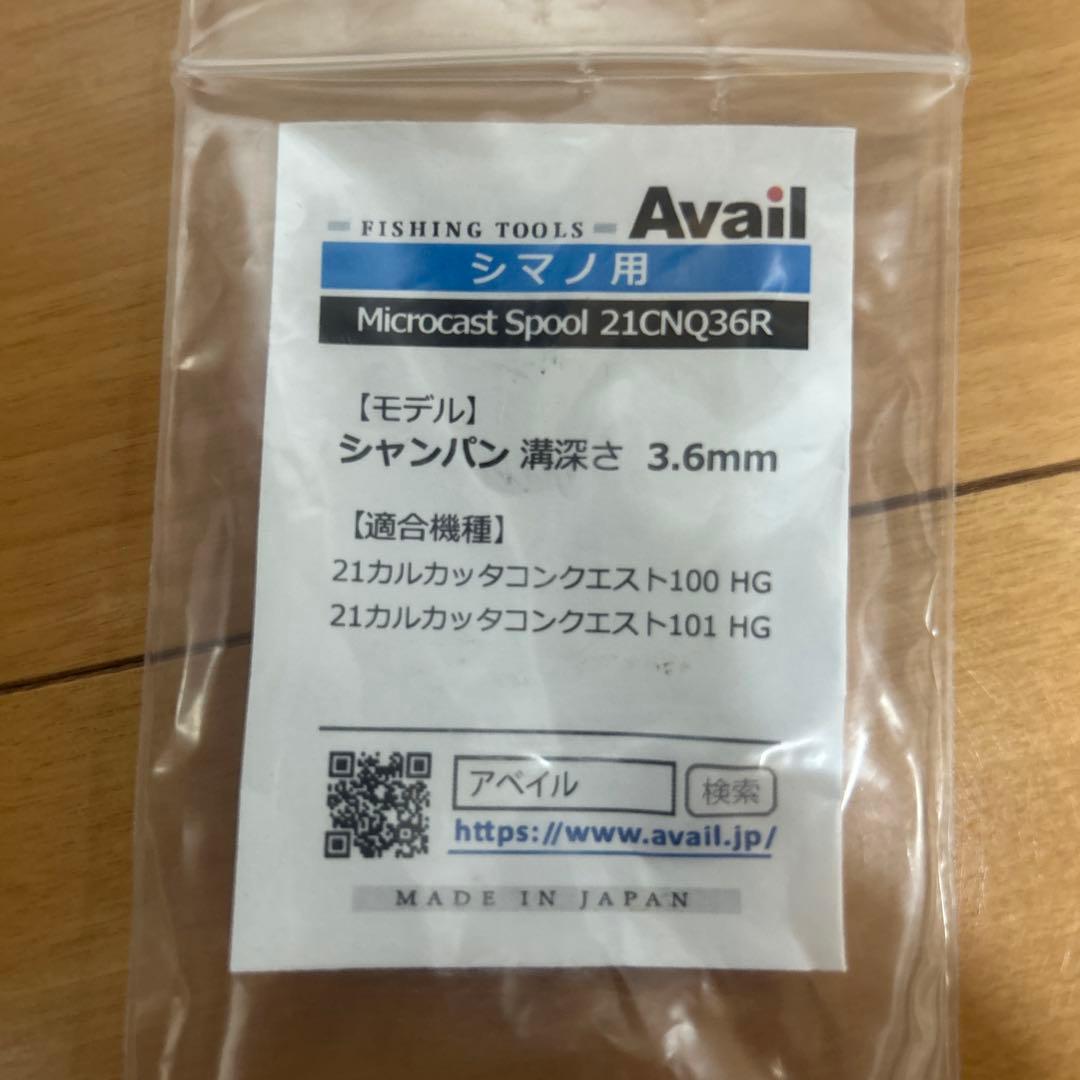 FISHING TOOLS Avail
シマノ用
Microcast Spool 21CNQ36R
【モデル】
シャンパン 溝深さ 3.6mm
【適合機種】
21カルカッタコンクエスト100 HG
21カルカッタコンクエスト101 HG
アベイル 検索
https://www.avail.jp/
MADE IN JAPAN